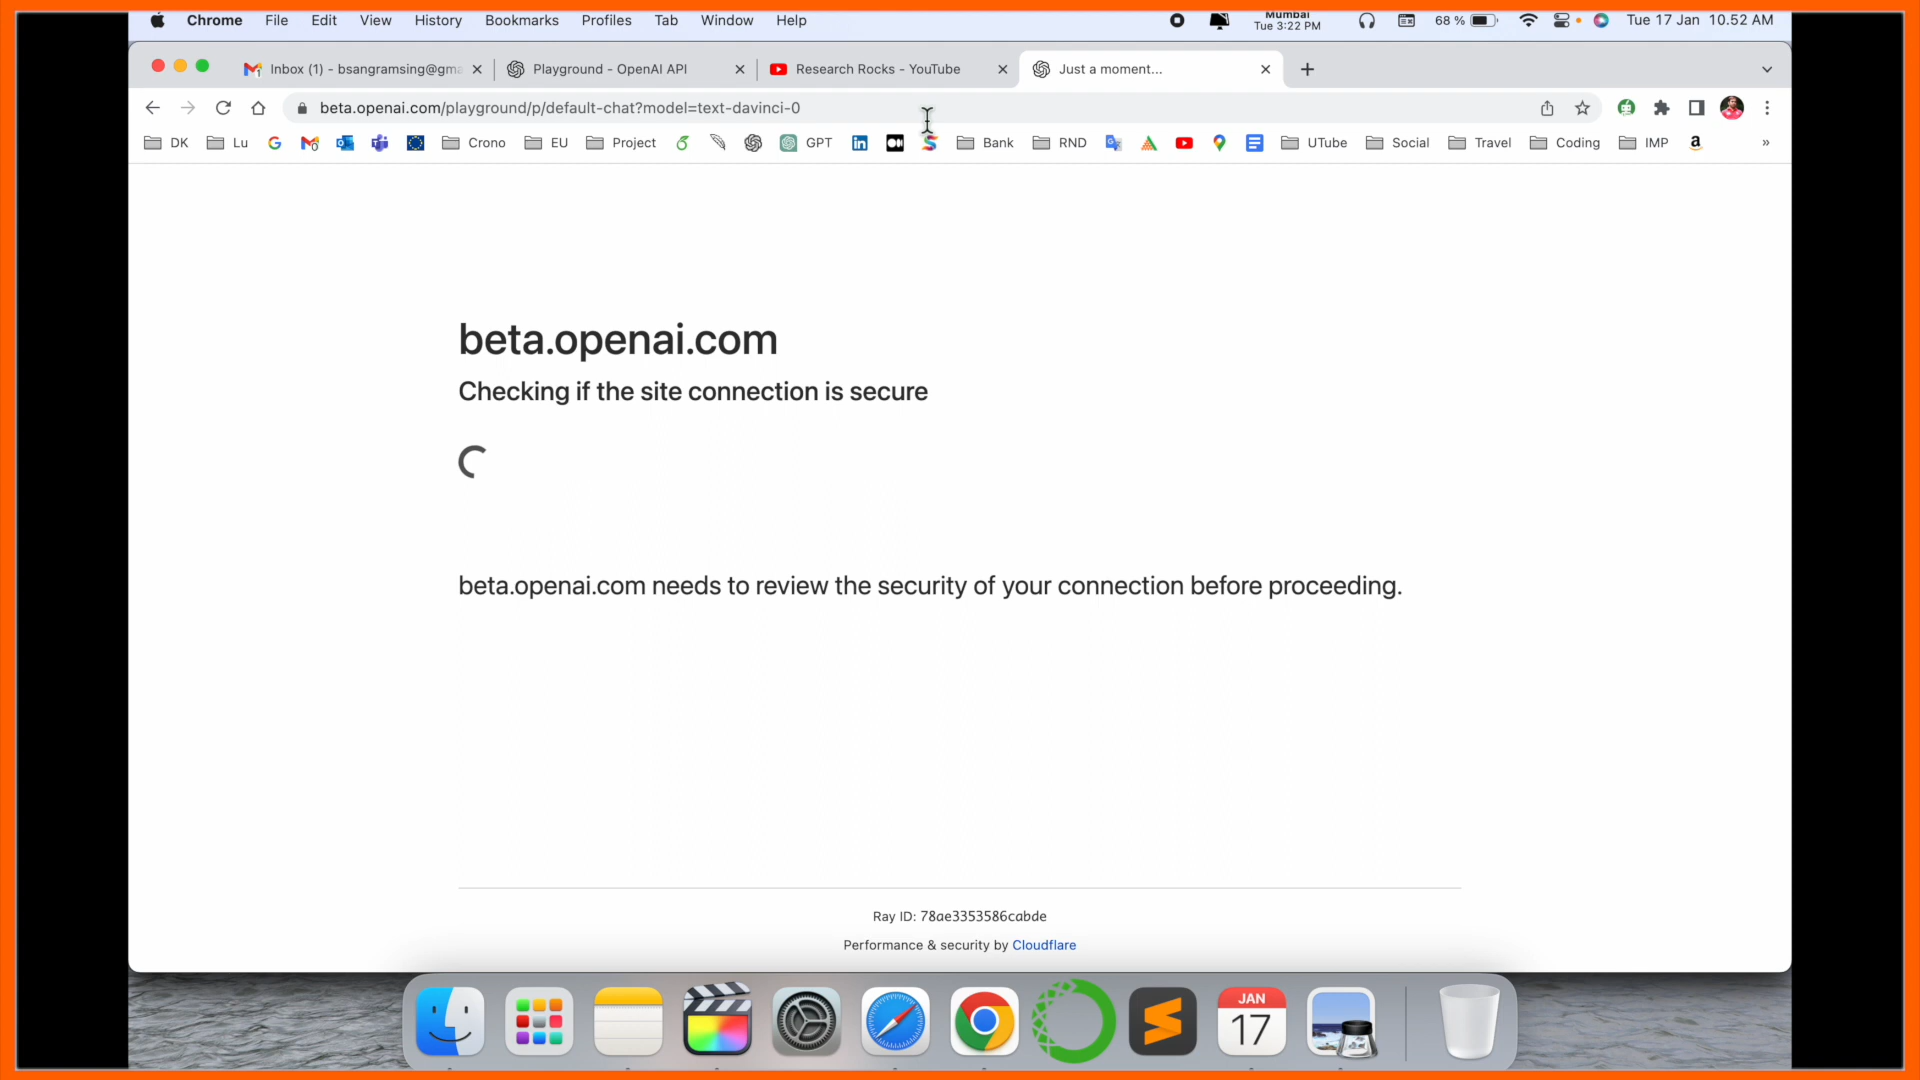 Chrome File Edit View History Bookmarks Profiles Tab Window Help
Mumbai
Tue 3:22 PM
68 %
Tue 17 Jan 10.52 AM
Inbox (1) - bsangramsing@gma
Playground - OpenAI API
Research Rocks - YouTube
Just a moment...
beta.openai.com/playground/p/default-chat?model=text-davinci-0
DK Lu Crono EU Project GPT Bank RND UTube Social Travel Coding IMP »
beta.openai.com
Checking if the site connection is secure
beta.openai.com needs to review the security of your connection before proceeding.
Ray ID: 78ae3353586cabde
Performance & security by Cloudflare
JAN
17